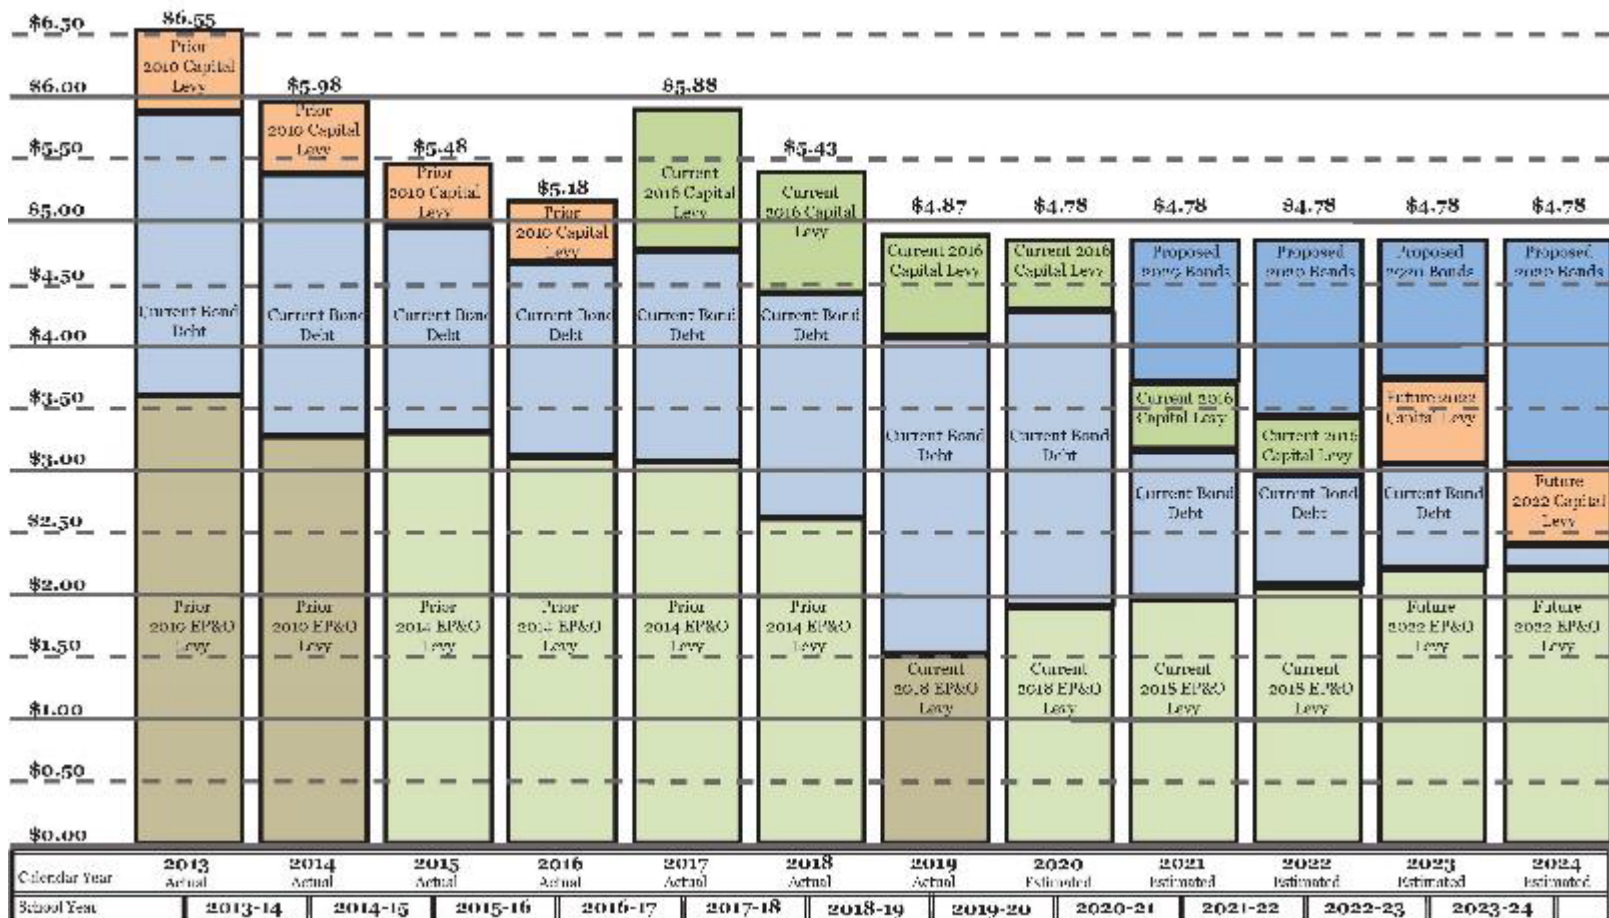 $6.50
$6.00
$5.50
$5.00
$4.50
$4.00
$3.50
$3.00
$2.50
$2.00
$1.50
$1.00
$0.50
$0.00
$6.55
Prior
2010 Capital
Levy
Current Bond
Debt
Prior
2010 EP&O
Levy
$5.98
Prior
2010 Capital
Levy
Current Bond
Debt
Prior
2010 EP&O
Levy
$5.48
Prior
2010 Capital
Levy
Current Bond
Debt
Prior
2014 EP&O
Levy
$5.18
Prior
2010 Capital
Levy
Current Bond
Debt
Prior
2014 EP&O
Levy
$5.88
Current
2016 Capital
Levy
Current Bond
Debt
Prior
2014 EP&O
Levy
$5.43
Current
2016 Capital
Levy
Current Bond
Debt
Prior
2014 EP&O
Levy
$4.87
Current 2016
Capital Levy
Current Bond
Debt
Current
2018 EP&O
Levy
$4.78
Current 2016
Capital Levy
Current Bond
Debt
Current
2018 EP&O
Levy
$4.78
Proposed
2020 Bonds
Current 2016
Capital Levy
Current Bond
Debt
Current
2018 EP&O
Levy
$4.78
Proposed
2020 Bonds
Current 2016
Capital Levy
Current Bond
Debt
Current
2018 EP&O
Levy
$4.78
Proposed
2020 Bonds
Future 2022
Capital Levy
Current Bond
Debt
Future
2022 EP&O
Levy
$4.78
Proposed
2020 Bonds
Future
2022 Capital
Levy
Future
2022 EP&O
Levy
Calendar Year 2013 2014 2015 2016 2017 2018 2019 2020 2021 2022 2023 2024
Actual Actual Actual Actual Actual Actual Actual Estimated Estimated Estimated Estimated Estimated
School Year 2013-14 2014-15 2015-16 2016-17 2017-18 2018-19 2019-20 2020-21 2021-22 2022-23 2023-24